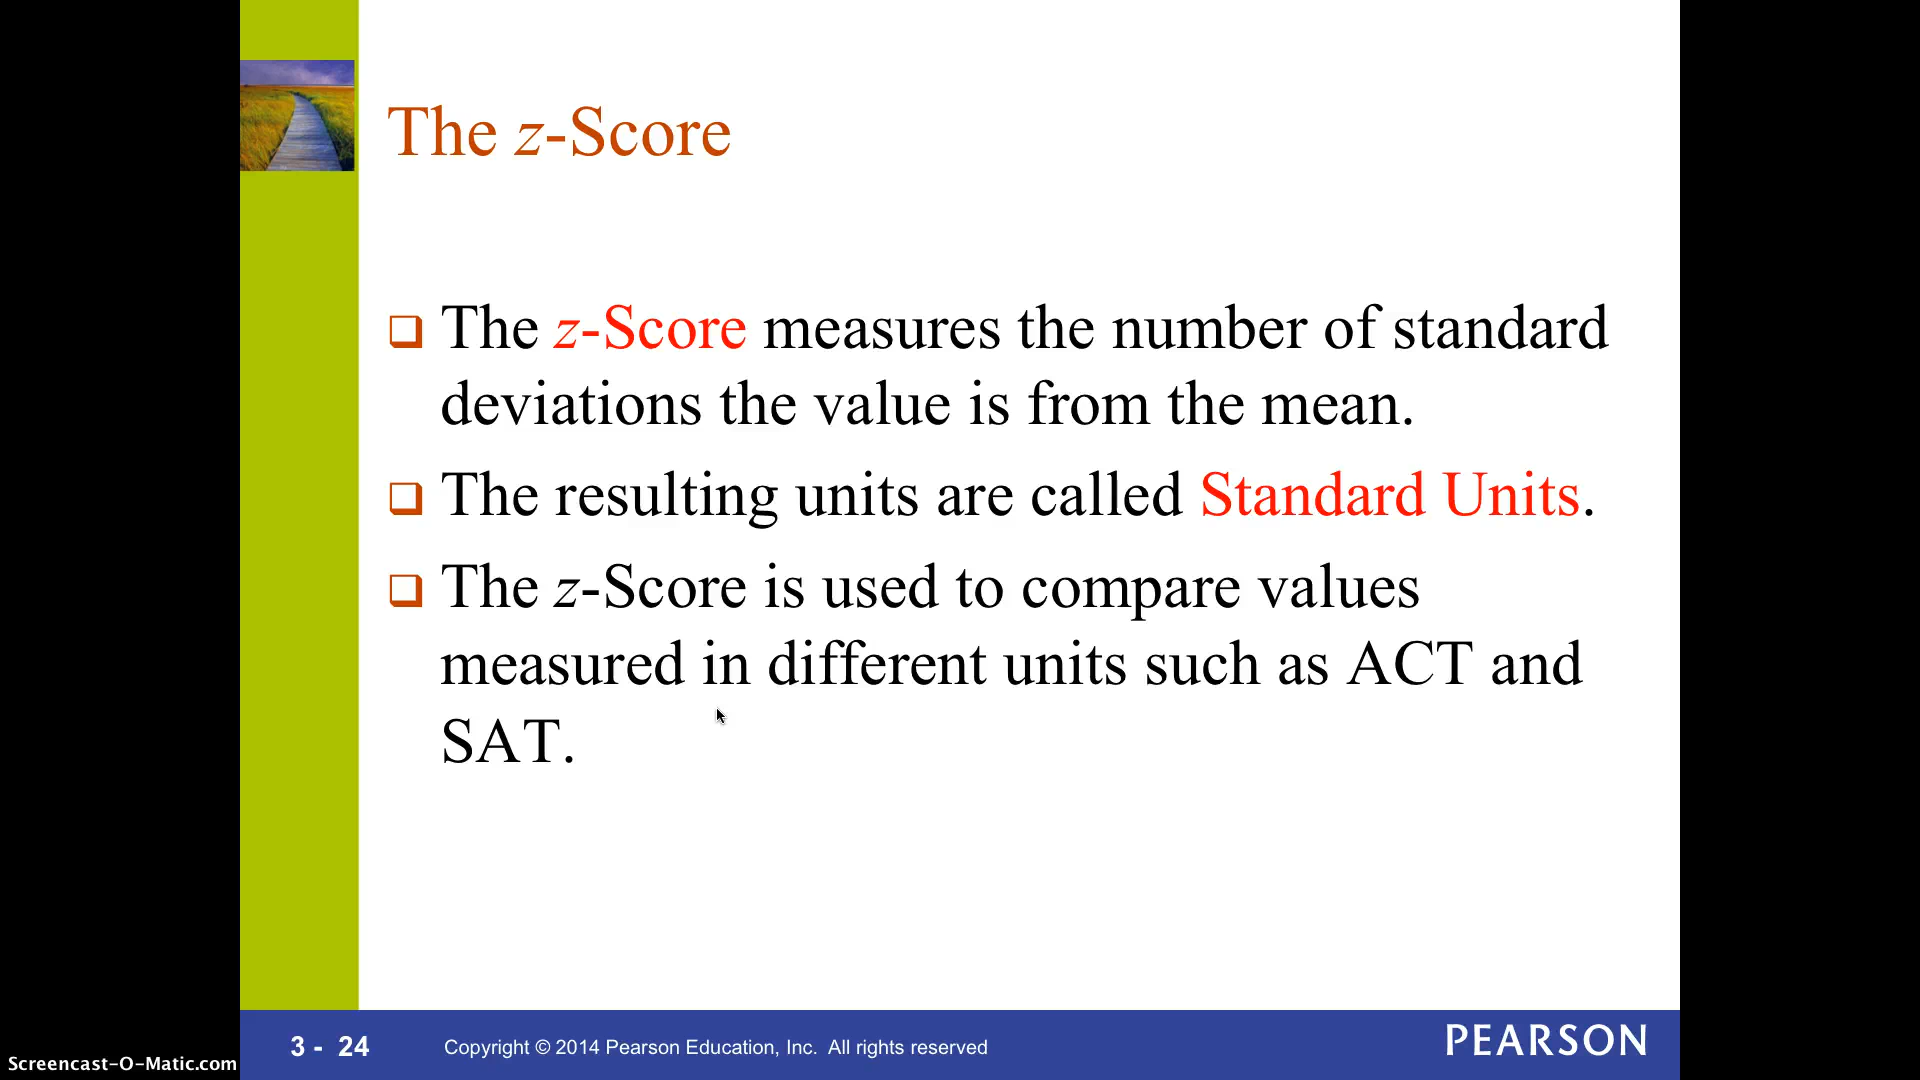 The z-Score
The z-Score measures the number of standard
deviations the value is from the mean.
The resulting units are called Standard Units.
The z-Score is used to compare values
measured in different units such as ACT and
SAT.
3 - 24
Copyright © 2014 Pearson Education, Inc. All rights reserved
PEARSON
Screencast-O-Matic.com